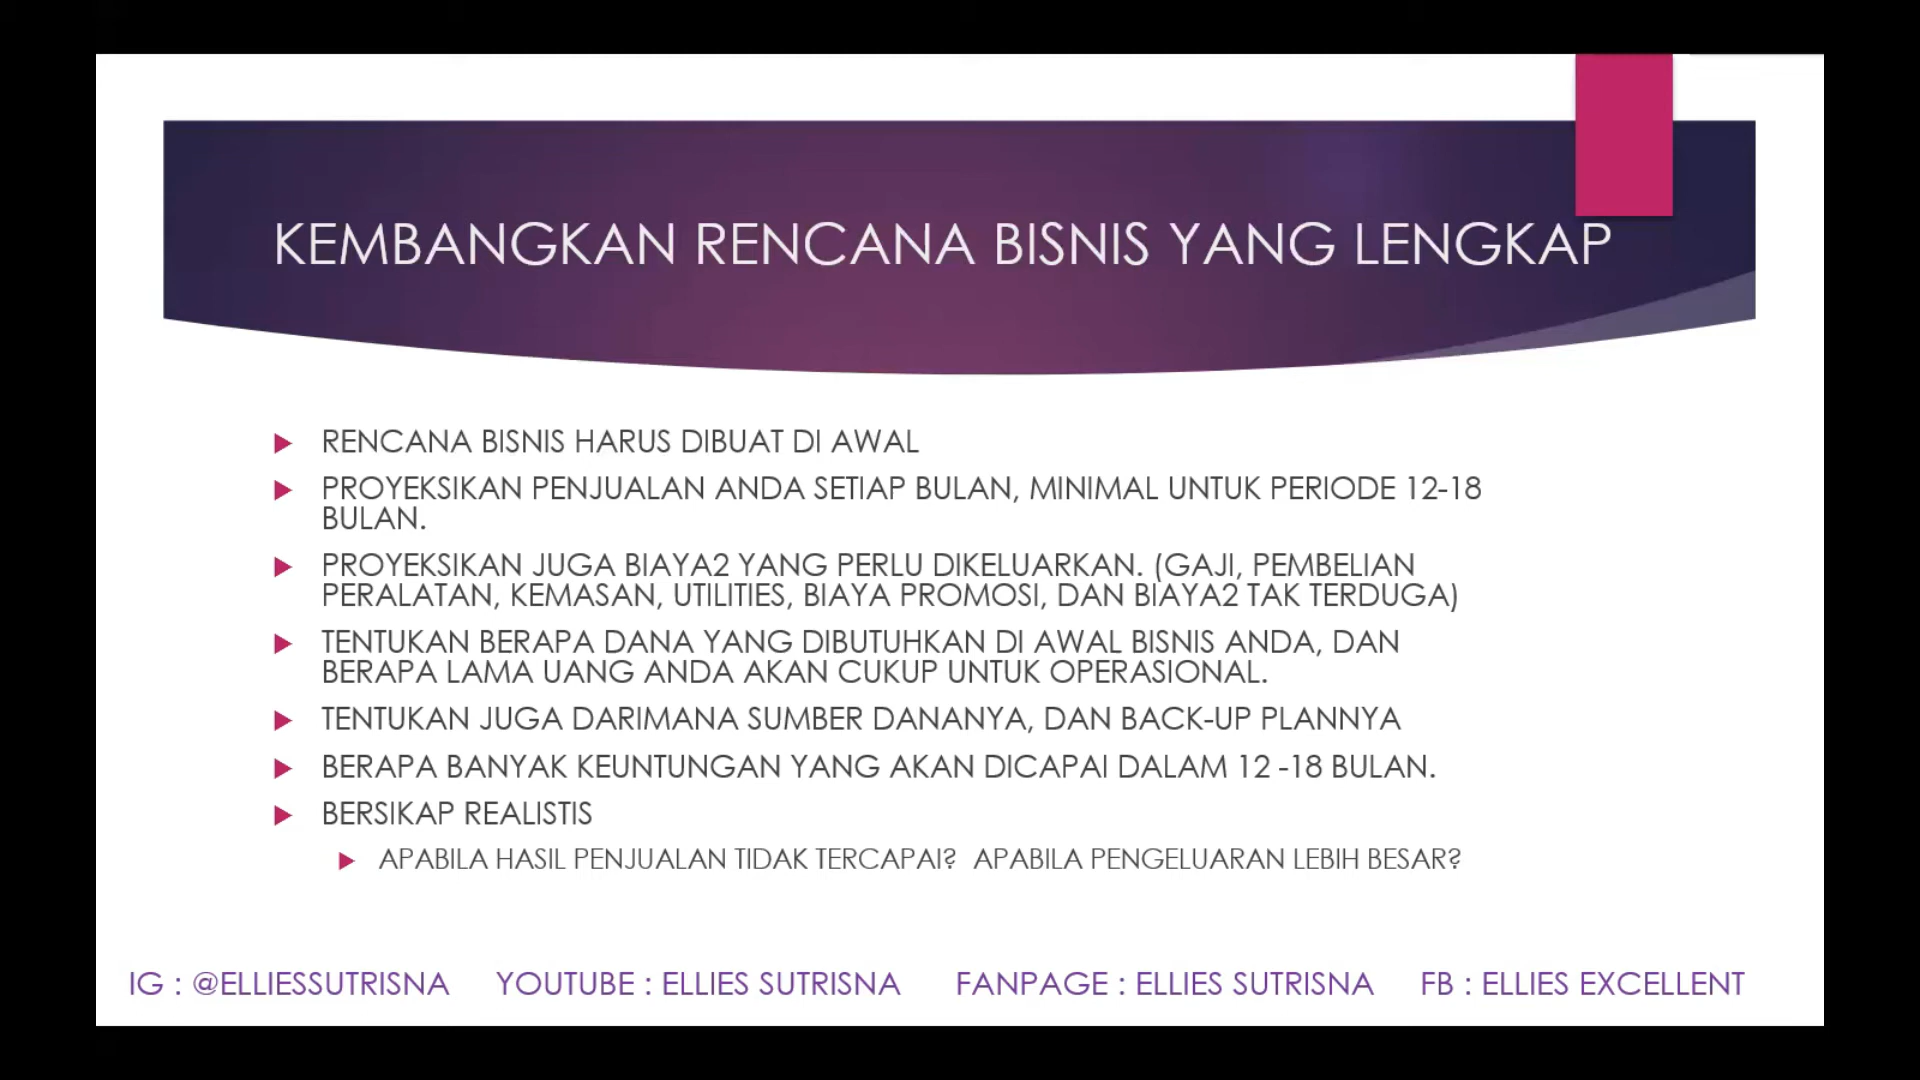 KEMBANGKAN RENCANA BISNIS YANG LENGKAP
RENCANA BISNIS HARUS DIBUAT DI AWAL
PROYEKSIKAN PENJUALAN ANDA SETIAP BULAN, MINIMAL UNTUK PERIODE 12-18
BULAN.
PROYEKSIKAN JUGA BIAYA2 YANG PERLU DIKELUARKAN. (GAJI, PEMBELIAN
PERALATAN, KEMASAN, UTILITIES, BIAYA PROMOSI, DAN BIAYA2 TAK TERDUGA)
TENTUKAN BERAPA DANA YANG DIBUTUHKAN DI AWAL BISNIS ANDA, DAN
BERAPA LAMA UANG ANDA AKAN CUKUP UNTUK OPERASIONAL.
TENTUKAN JUGA DARIMANA SUMBER DANANYA, DAN BACK-UP PLANNYA
BERAPA BANYAK KEUNTUNGAN YANG AKAN DICAPAI DALAM 12 -18 BULAN.
BERSIKAP REALISTIS
APABILA HASIL PENJUALAN TIDAK TERCAPAI?  APABILA PENGELUARAN LEBIH BESAR?
IG : @ELLIESSUTRISNA YOUTUBE : ELLIES SUTRISNA FANPAGE : ELLIES SUTRISNA FB : ELLIES EXCELLENT